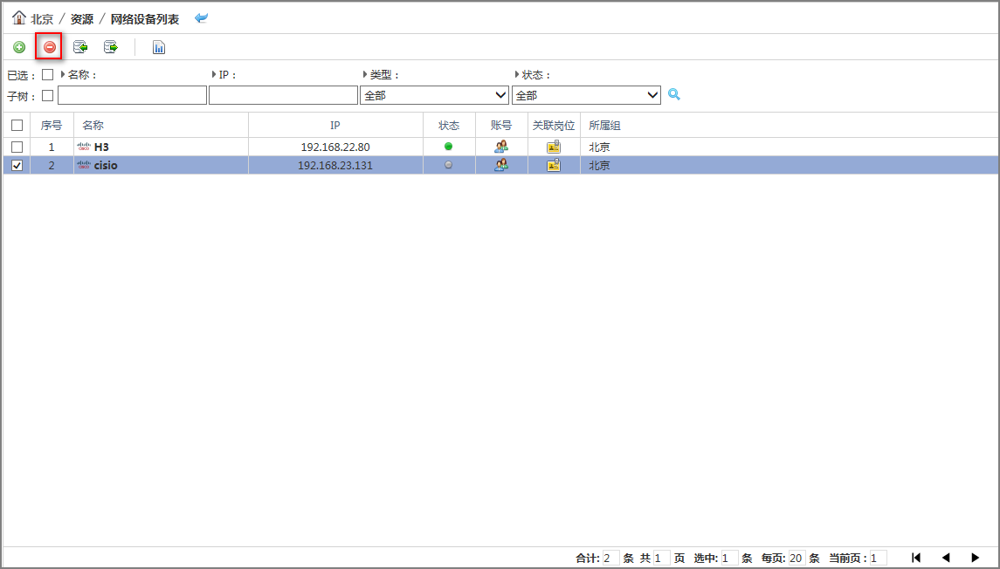 北京 / 资源 / 网络设备列表
已选： 名称： IP： 类型： 状态：
子树： 全部 全部
序号 名称 IP 状态 账号 关联岗位 所属组
1 H3 192.168.22.80 北京
2 cisio 192.168.23.131 北京
合计: 2 条 共 1 页 选中: 1 条 每页: 20 条 当前页: 1